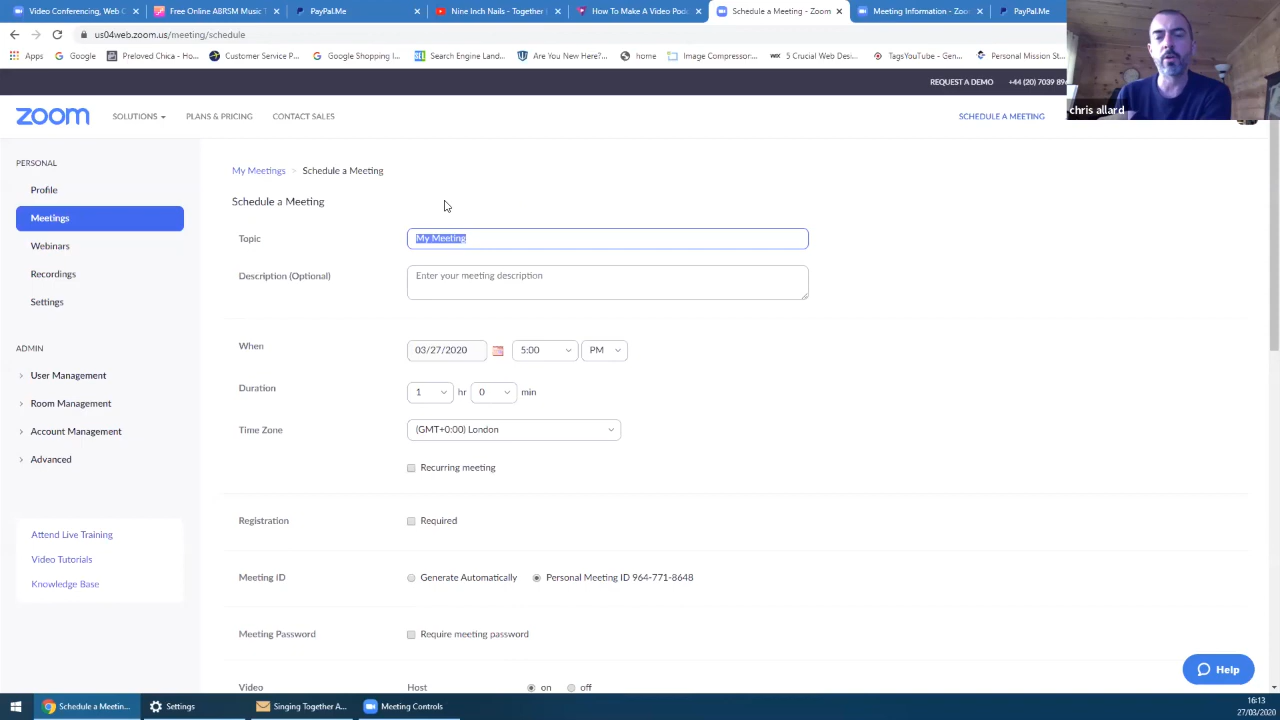 Video Conferencing, Web C
Free Online ABRSM Music T
PayPal.Me
Nine Inch Nails - Together
How To Make A Video Podc
Schedule a Meeting - Zoom
Meeting Information - Zoom
PayPal.Me
us04web.zoom.us/meeting/schedule
Apps
Google
Preloved Chica - Ho...
Customer Service P...
Google Shopping I...
Search Engine Land...
Are You New Here?...
home
Image Compressor...
5 Crucial Web Desi...
TagsYouTube - Gen...
Personal Mission St
REQUEST A DEMO
+44 (20) 7039 89
chris allard
zoom
SOLUTIONS
PLANS & PRICING
CONTACT SALES
SCHEDULE A MEETING
PERSONAL
Profile
Meetings
Webinars
Recordings
Settings
ADMIN
User Management
Room Management
Account Management
Advanced
Attend Live Training
Video Tutorials
Knowledge Base
My Meetings > Schedule a Meeting
Schedule a Meeting
Topic
My Meeting
Description (Optional)
Enter your meeting description
When
03/27/2020
5:00
PM
Duration
1
hr
0
min
Time Zone
(GMT+0:00) London
Recurring meeting
Registration
Required
Meeting ID
Generate Automatically
Personal Meeting ID 964-771-8648
Meeting Password
Require meeting password
Video
Host
on
off
Help
Schedule a Meetin...
Settings
Singing Together A...
Meeting Controls
16:13
27/03/2020